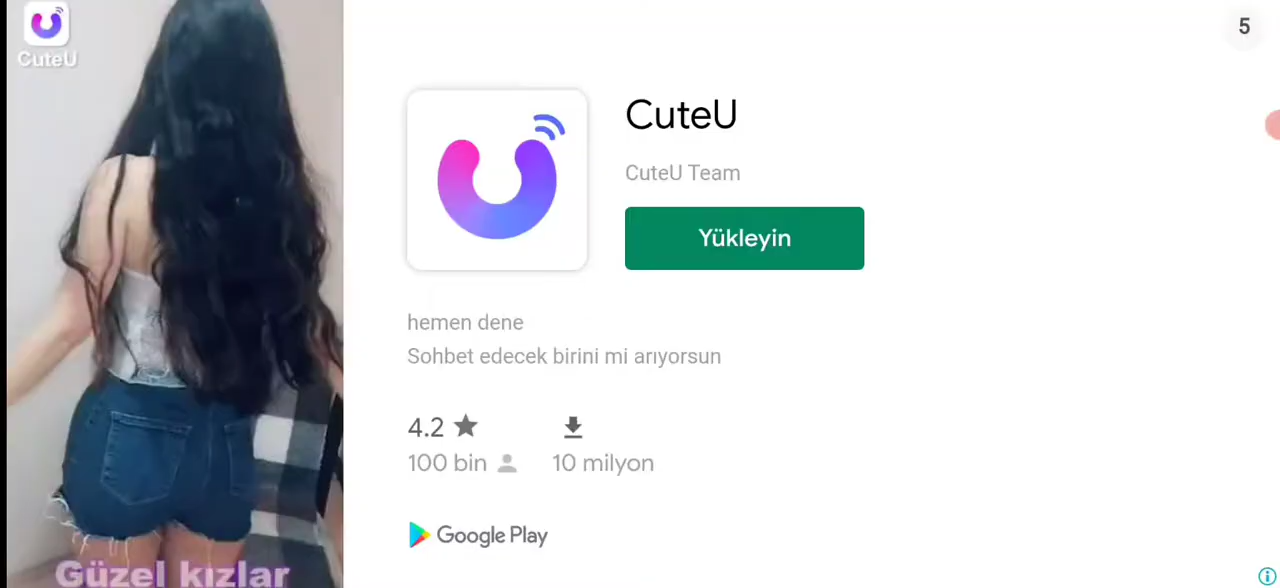 CuteU
Güzel kızlar
5
CuteU
CuteU Team
Yükleyin
hemen dene
Sohbet edecek birini mi arıyorsun
4.2
100 bin
10 milyon
Google Play